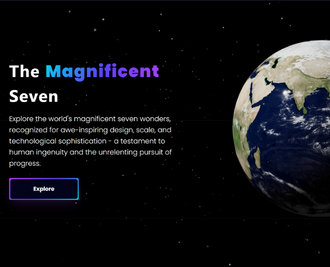 The Magnificent
Seven
Explore the world's magnificent seven wonders,
recognized for awe-inspiring design, scale, and
technological sophistication - a testament to
human ingenuity and the unrelenting pursuit of
progress.
Explore